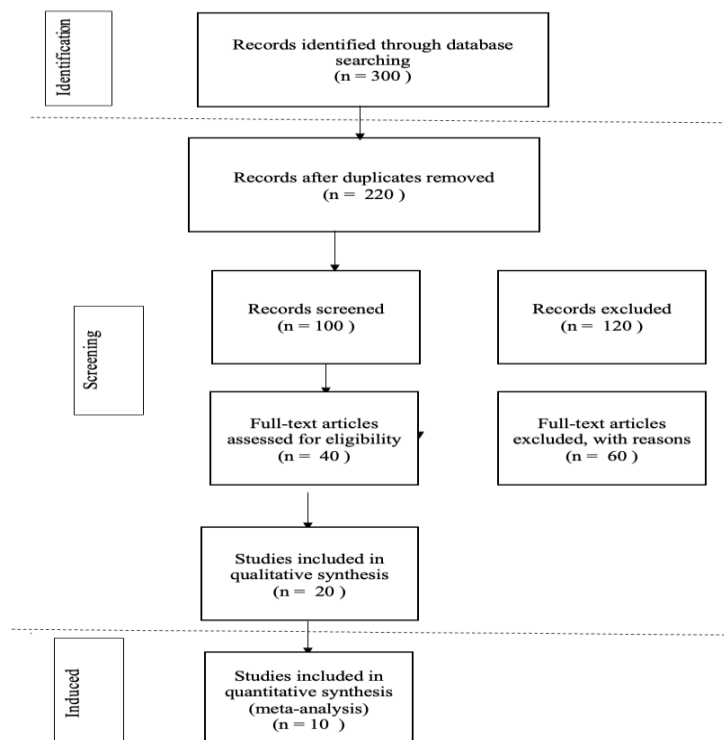 Identification
Records identified through database
searching
(n = 300 )
Records after duplicates removed
(n = 220 )
Screening
Records screened
(n = 100 )
Records excluded
(n = 120 )
Full-text articles
assessed for eligibility
(n = 40 )
Full-text articles
excluded, with reasons
(n = 60 )
Studies included in
qualitative synthesis
(n = 20 )
Induced
Studies included in
quantitative synthesis
(meta-analysis)
(n = 10 )